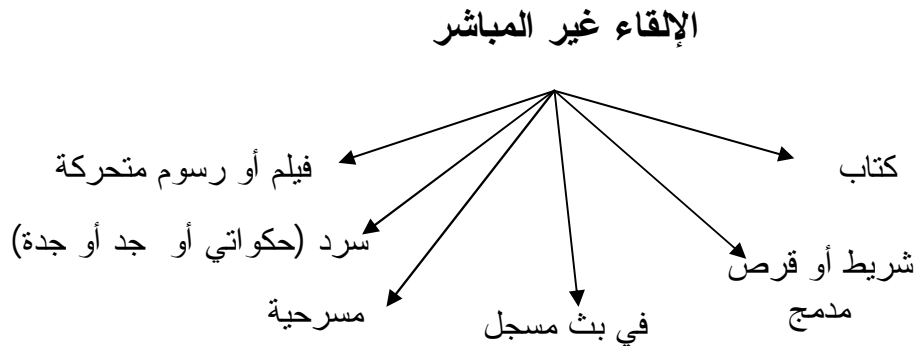 الإلقاء غير المباشر
كتاب
شريط أو قرص
مدمج
في بث مسجل
مسرحية
سرد (حكواتي أو جد أو جدة)
فيلم أو رسوم متحركة